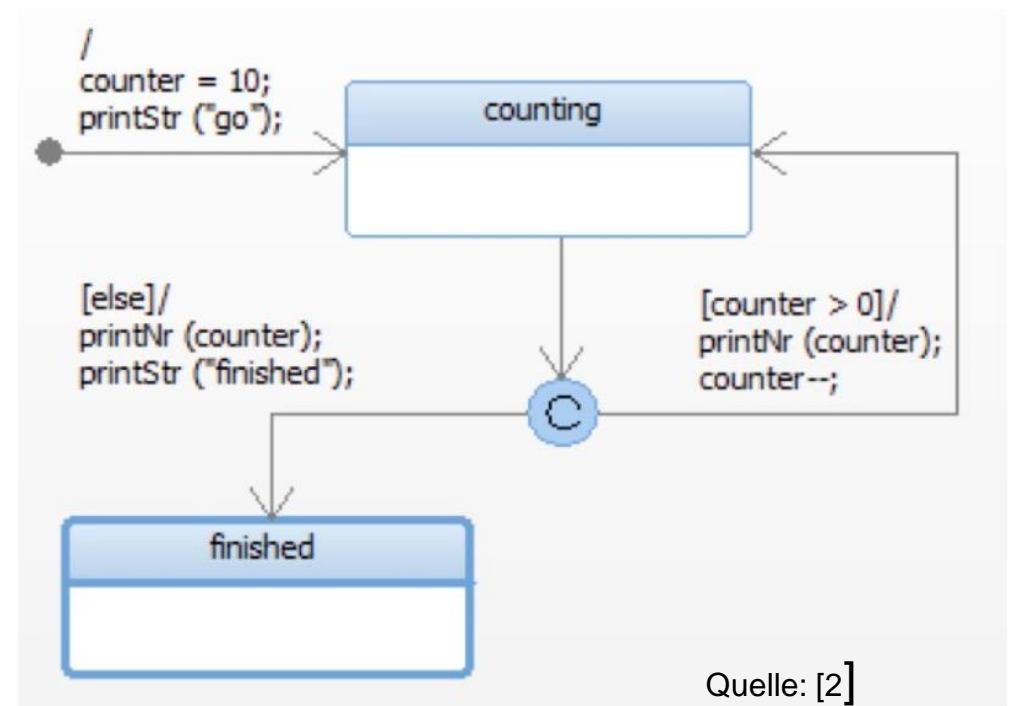 /
counter = 10;
printStr ("go");
counting
[else]/
printNr (counter);
printStr ("finished");
[counter > 0]/
printNr (counter);
counter--;
C
finished
Quelle: [2]